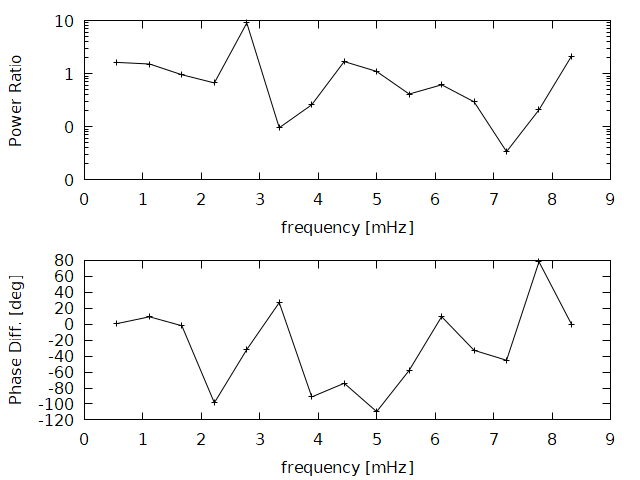 Power Ratio
10
1
0
0
0 1 2 3 4 5 6 7 8 9
frequency [mHz]
Phase Diff. [deg]
80
60
40
20
0
-20
-40
-60
-80
-100
-120
0 1 2 3 4 5 6 7 8 9
frequency [mHz]